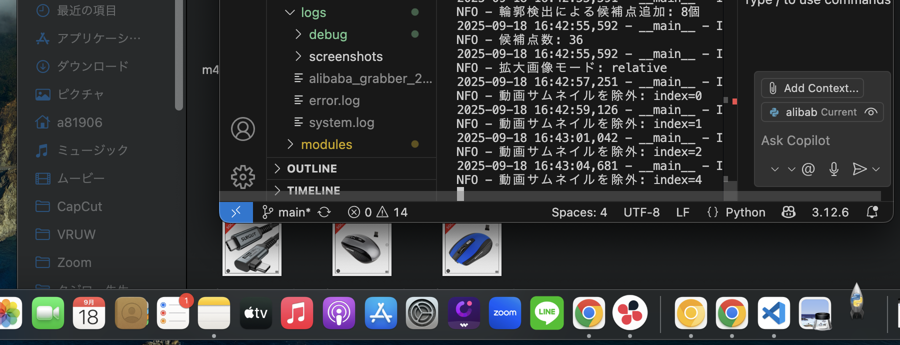 最近の項目
アプリケーシ…
ダウンロード
ピクチャ
a81906
ミュージック
ムービー
CapCut
VRUW
Zoom
m4
logs
debug
screenshots
alibaba_grabber_2...
error.log
system.log
modules
OUTLINE
TIMELINE
NFO - 輪郭検出による候補点追加: 8個
2025-09-18 16:42:55,592 - __main__ - I
NFO - 候補点数: 36
2025-09-18 16:42:55,592 - __main__ - I
NFO - 拡大画像モード: relative
2025-09-18 16:42:57,251 - __main__ - I
NFO - 動画サムネイルを除外: index=0
2025-09-18 16:42:59,126 - __main__ - I
NFO - 動画サムネイルを除外: index=1
2025-09-18 16:43:01,042 - __main__ - I
NFO - 動画サムネイルを除外: index=2
2025-09-18 16:43:04,681 - __main__ - I
NFO - 動画サムネイルを除外: index=4
Type / to use commands
Add Context...
alibab Current
Ask Copilot
main* 0 14 Spaces: 4 UTF-8 LF {} Python 3.12.6
9月
18
1
tv
zoom
LINE